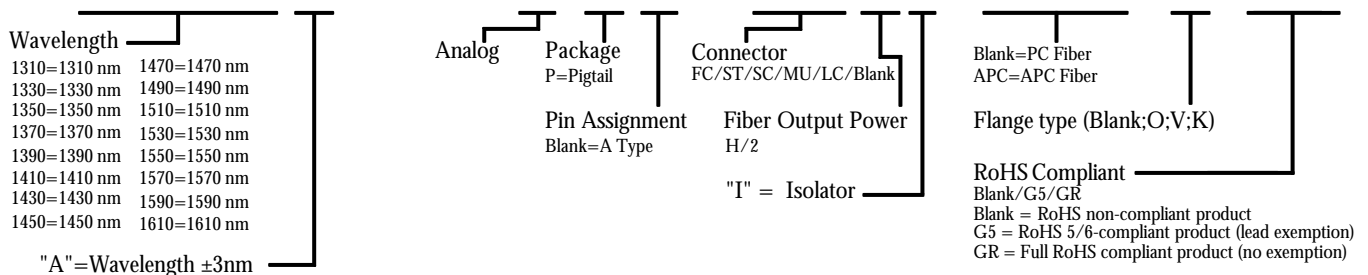 Wavelength
1310=1310 nm 1470=1470 nm
1330=1330 nm 1490=1490 nm
1350=1350 nm 1510=1510 nm
1370=1370 nm 1530=1530 nm
1390=1390 nm 1550=1550 nm
1410=1410 nm 1570=1570 nm
1430=1430 nm 1590=1590 nm
1450=1450 nm 1610=1610 nm
"A"=Wavelength ±3nm
Analog
Package
P=Pigtail
Pin Assignment
Blank=A Type
Connector
FC/ST/SC/MU/LC/Blank
Fiber Output Power
H/2
"I" = Isolator
Blank=PC Fiber
APC=APC Fiber
Flange type (Blank;O;V;K)
RoHS Compliant
Blank/G5/GR
Blank = RoHS non-compliant product
G5 = RoHS 5/6-compliant product (lead exemption)
GR = Full RoHS compliant product (no exemption)